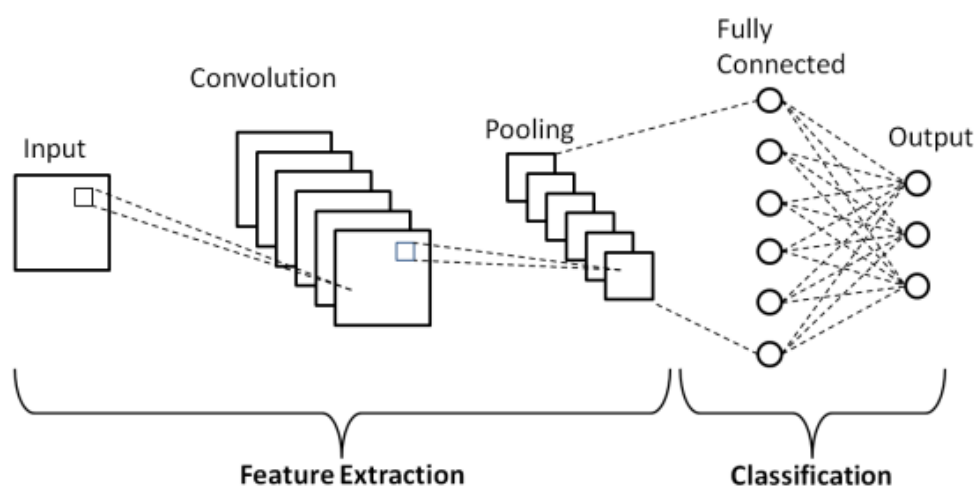 Input
Convolution
Pooling
Fully
Connected
Output
Feature Extraction
Classification